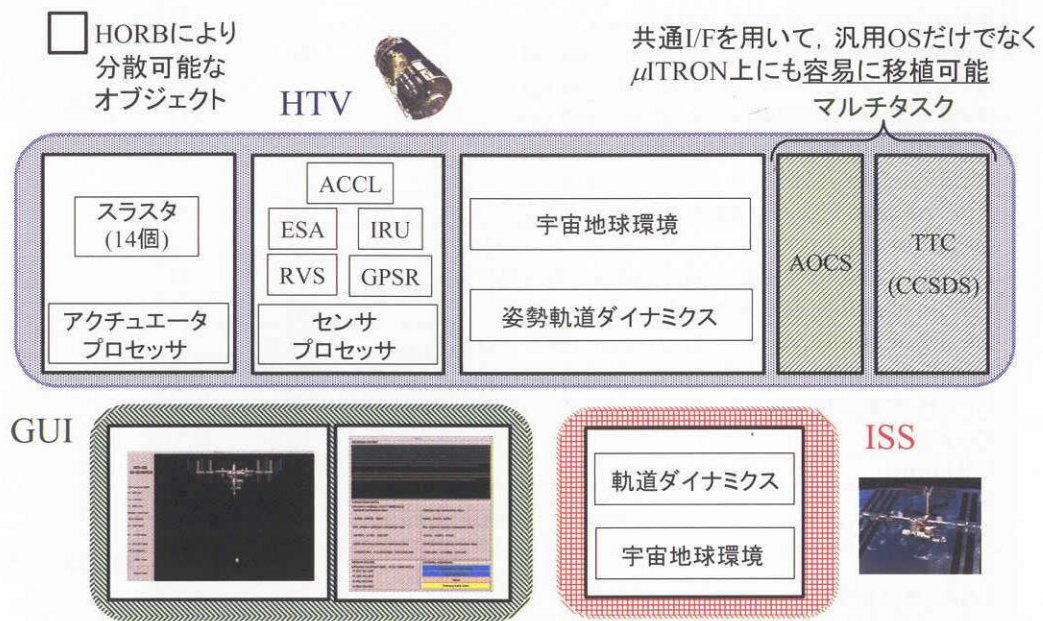 HORBにより
分散可能な
オブジェクト
HTV
共通I/Fを用いて，汎用OSだけでなく
μITRON上にも容易に移植可能
マルチタスク
スラスタ
(14個)
アクチュエータ
プロセッサ
ACCL
ESA
IRU
RVS
GPSR
センサ
プロセッサ
宇宙地球環境
姿勢軌道ダイナミクス
AOCS
TTC
(CCSDS)
GUI
軌道ダイナミクス
宇宙地球環境
ISS